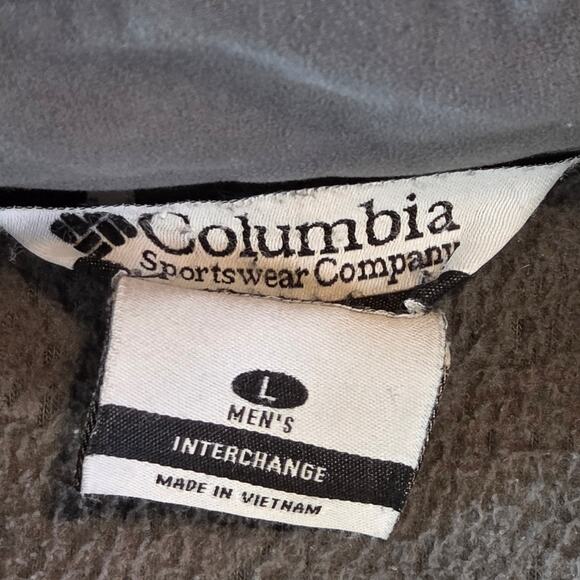 Columbia
Sportswear Company
L
MEN'S
INTERCHANGE
MADE IN VIETNAM